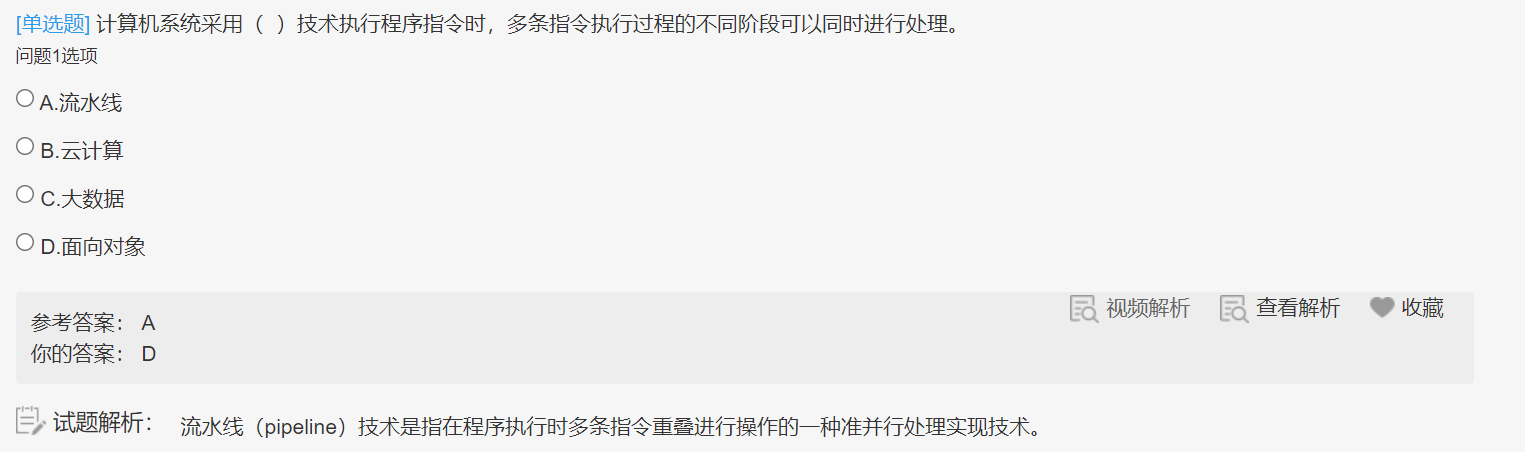 [单选题] 计算机系统采用（ ）技术执行程序指令时，多条指令执行过程的不同阶段可以同时进行处理。
问题1选项
A.流水线
B.云计算
C.大数据
D.面向对象
视频解析 查看解析 收藏
参考答案： A
你的答案： D
试题解析： 流水线（pipeline）技术是指在程序执行时多条指令重叠进行操作的一种准并行处理实现技术。